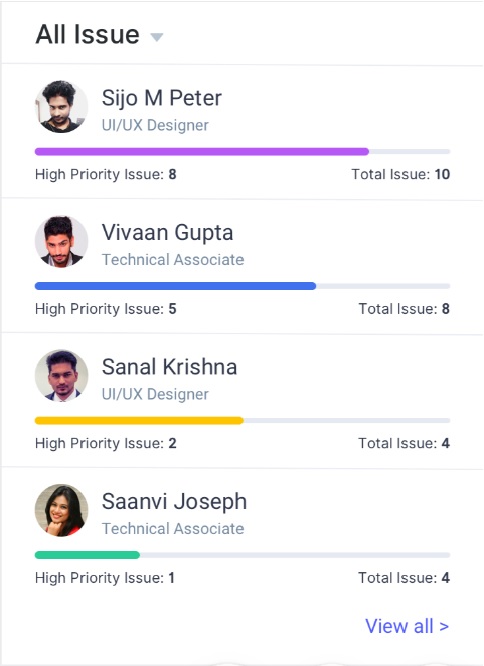 All Issue
Sijo M Peter
UI/UX Designer
High Priority Issue: 8 Total Issue: 10
Vivaan Gupta
Technical Associate
High Priority Issue: 5 Total Issue: 8
Sanal Krishna
UI/UX Designer
High Priority Issue: 2 Total Issue: 4
Saanvi Joseph
Technical Associate
High Priority Issue: 1 Total Issue: 4
View all >